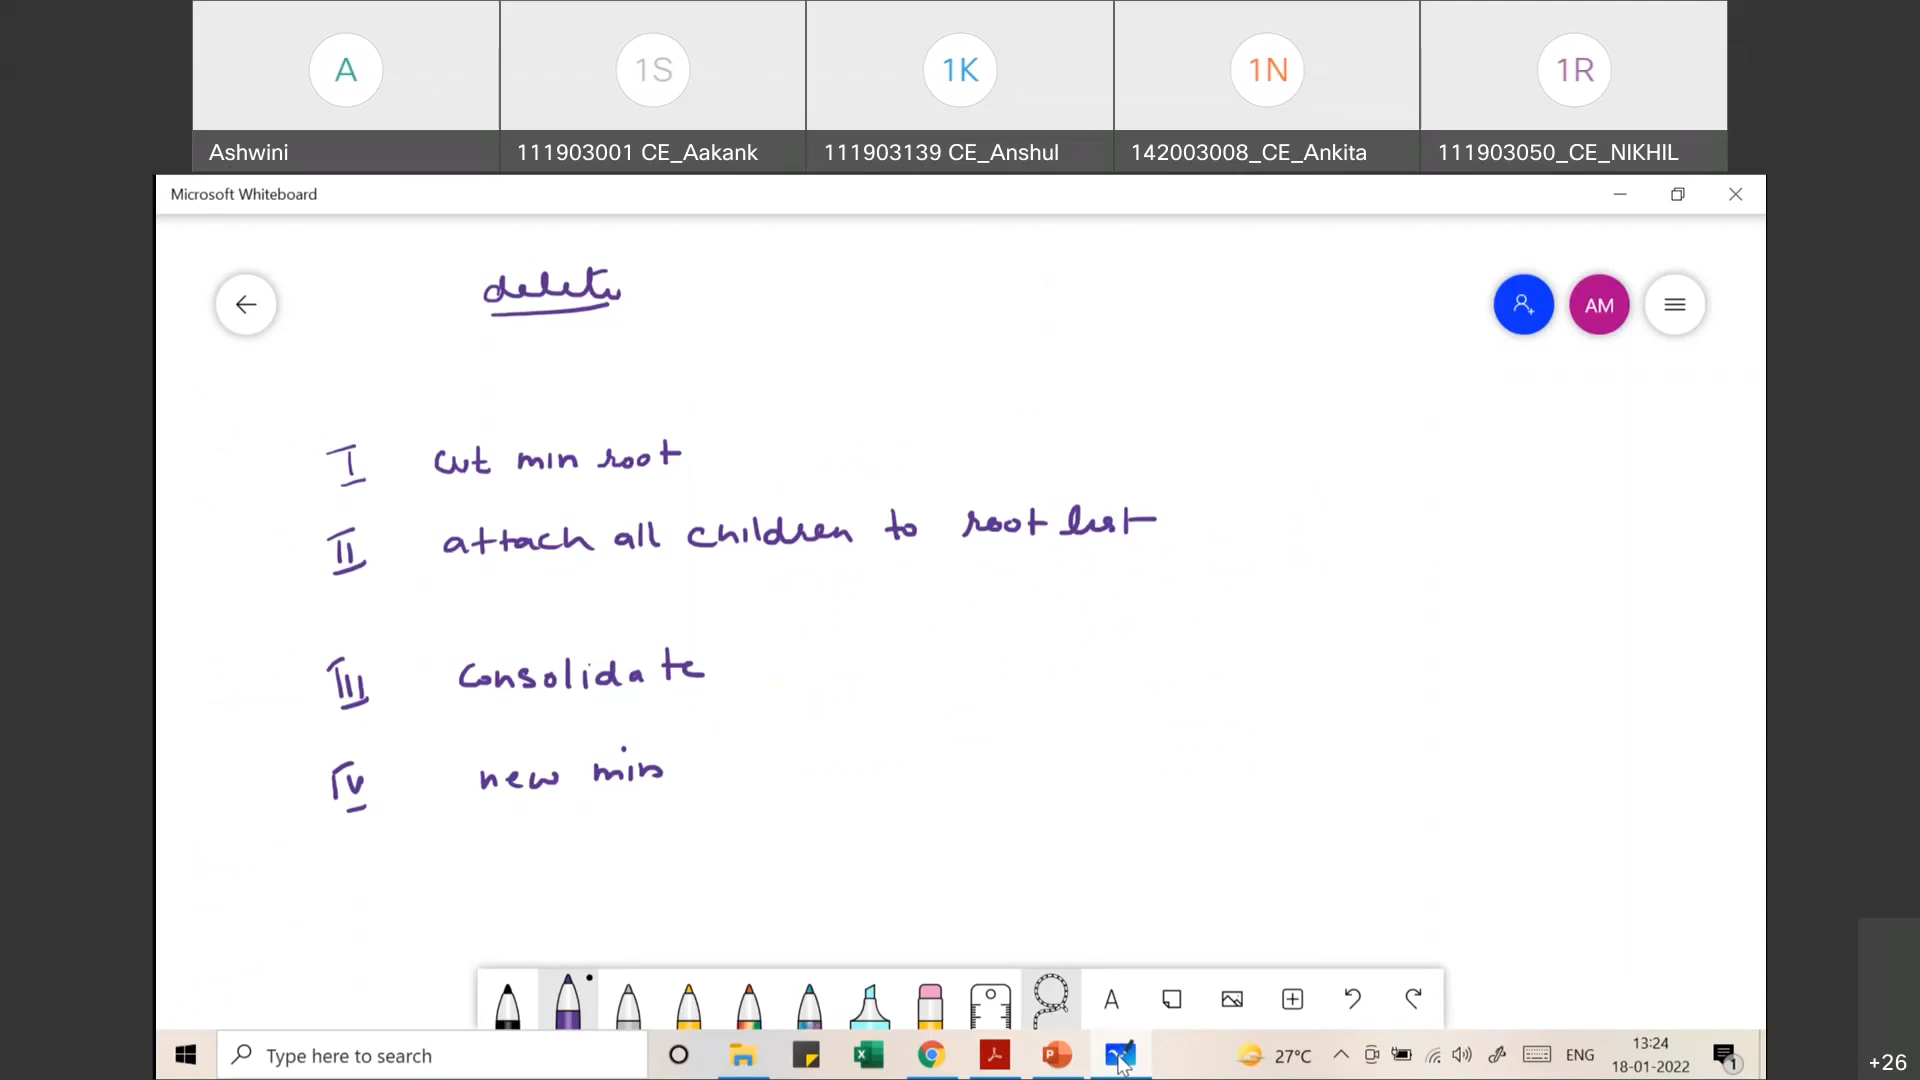 A 1S 1K 1N 1R
Ashwini 111903001 CE_Aakank 111903139 CE_Anshul 142003008_CE_Ankita 111903050_CE_NIKHIL
Microsoft Whiteboard
delete
AM
I cut min root
II attach all children to root list
III consolidate
IV new min
A
Type here to search
27°C ENG 13:24
18-01-2022
1
+26